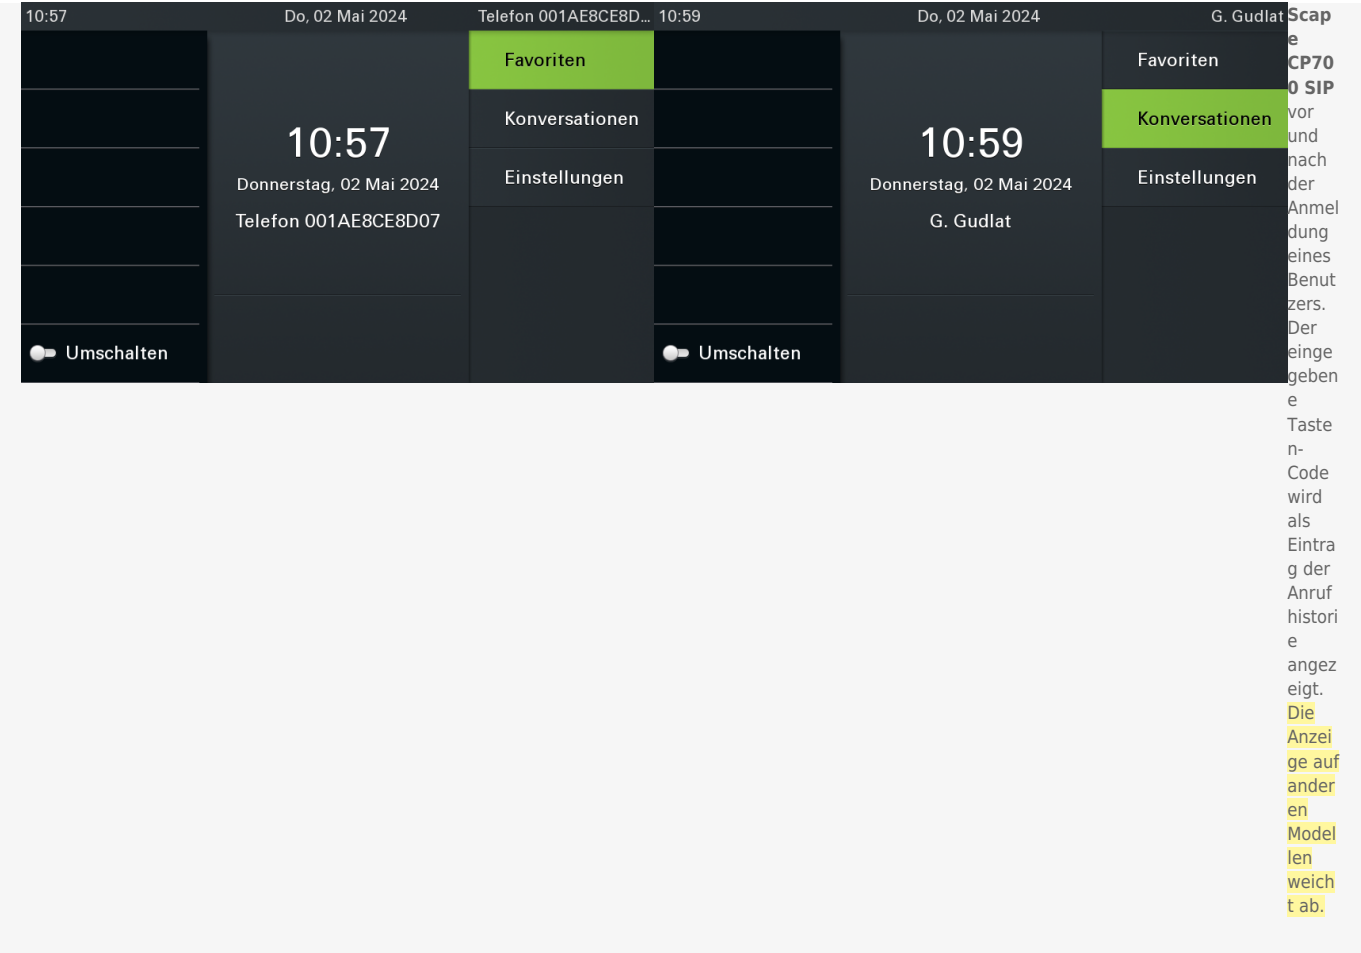 10:57
Do, 02 Mai 2024
Telefon 001AE8CE8D...
Favoriten
10:57
Konversationen
Donnerstag, 02 Mai 2024
Einstellungen
Telefon 001AE8CE8D07
Umschalten
10:59
Do, 02 Mai 2024
G. Gudlat
Favoriten
10:59
Konversationen
Donnerstag, 02 Mai 2024
Einstellungen
G. Gudlat
Umschalten
Scap
e
CP70
0 SIP
vor
und
nach
der
Anmel
dung
eines
Benut
zers.
Der
einge
geben
e
Taste
n-
Code
wird
als
Eintra
g der
Anruf
histori
e
angez
eigt.
Die
Anzei
ge auf
ander
en
Model
len
weich
t ab.